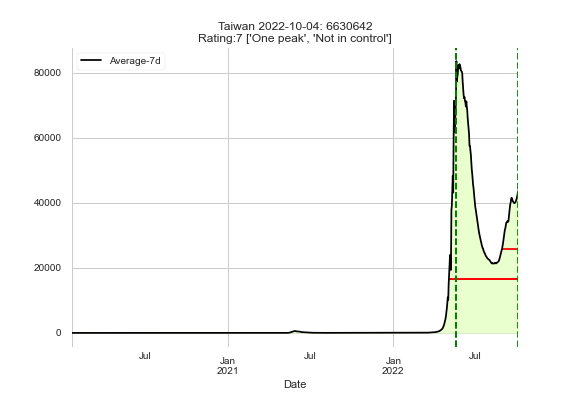 Taiwan 2022-10-04: 6630642
Rating:7 ['One peak', 'Not in control']
Average-7d
80000
60000
40000
20000
0
Jul
Jan
2021
Jul
Jan
2022
Jul
Date